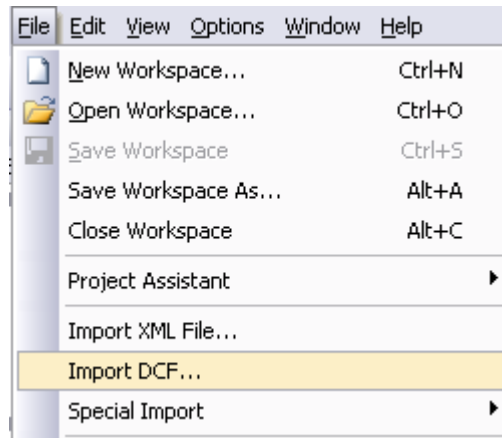 File Edit View Options Window Help
New Workspace... Ctrl+N
Open Workspace... Ctrl+O
Save Workspace Ctrl+S
Save Workspace As... Alt+A
Close Workspace Alt+C
Project Assistant
Import XML File...
Import DCF...
Special Import